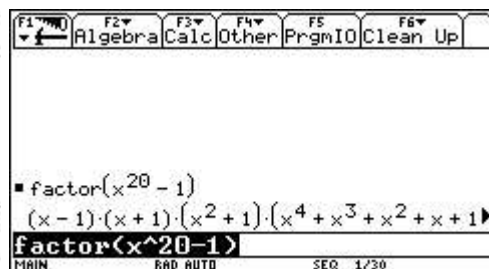 F1 F2 F3 F4 F5 F6
Algebra Calc Other PrgmIO Clean Up
factor(x²⁰ − 1)
(x − 1)·(x + 1)·(x² + 1)·(x⁴ + x³ + x² + x + 1
factor(x^20-1)
MAIN RAD AUTO SEQ 1/30